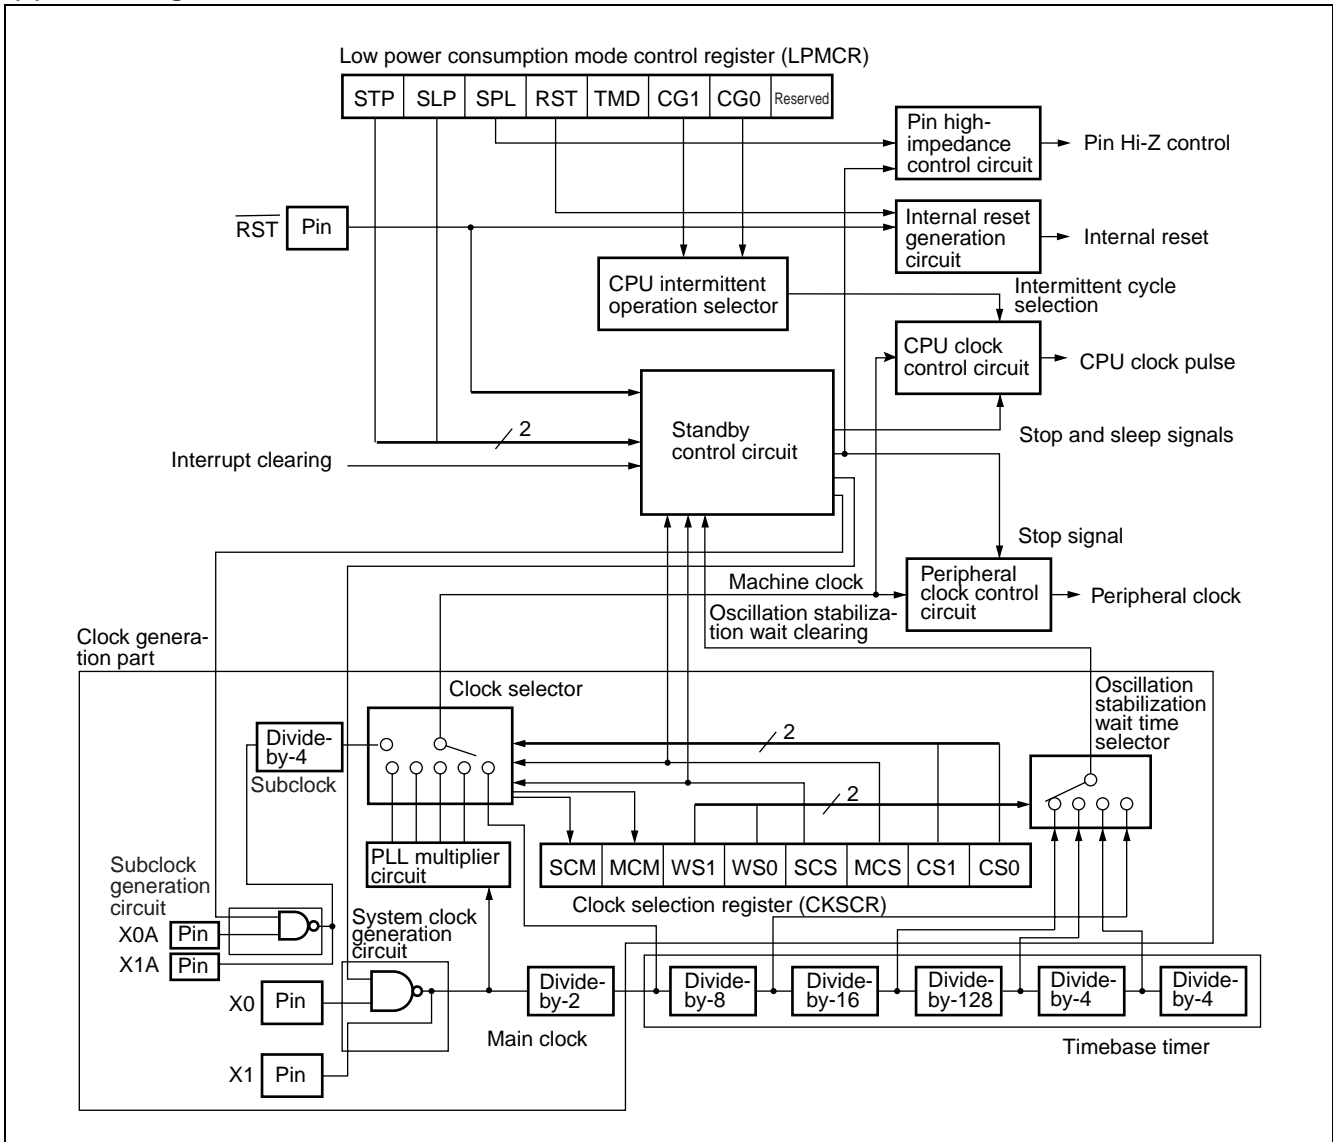 Low power consumption mode control register (LPMCR)
STP SLP SPL RST TMD CG1 CG0 Reserved
Pin high-
impedance
control circuit
Pin Hi-Z control
RST Pin
Internal reset
generation
circuit
Internal reset
CPU intermittent
operation selector
Intermittent cycle
selection
CPU clock
control circuit
CPU clock pulse
Standby
control circuit
2
Stop and sleep signals
Interrupt clearing
Stop signal
Machine clock
Peripheral
clock control
circuit
Peripheral clock
Oscillation stabiliza-
tion wait clearing
Clock genera-
tion part
Clock selector
Oscillation
stabilization
wait time
selector
Divide-
by-4
Subclock
2
2
PLL multiplier
circuit
SCM MCM WS1 WS0 SCS MCS CS1 CS0
Clock selection register (CKSCR)
Subclock
generation
circuit
System clock
generation
circuit
X0A Pin
X1A Pin
X0 Pin
X1 Pin
Divide-
by-2
Main clock
Divide-
by-8
Divide-
by-16
Divide-
by-128
Divide-
by-4
Divide-
by-4
Timebase timer